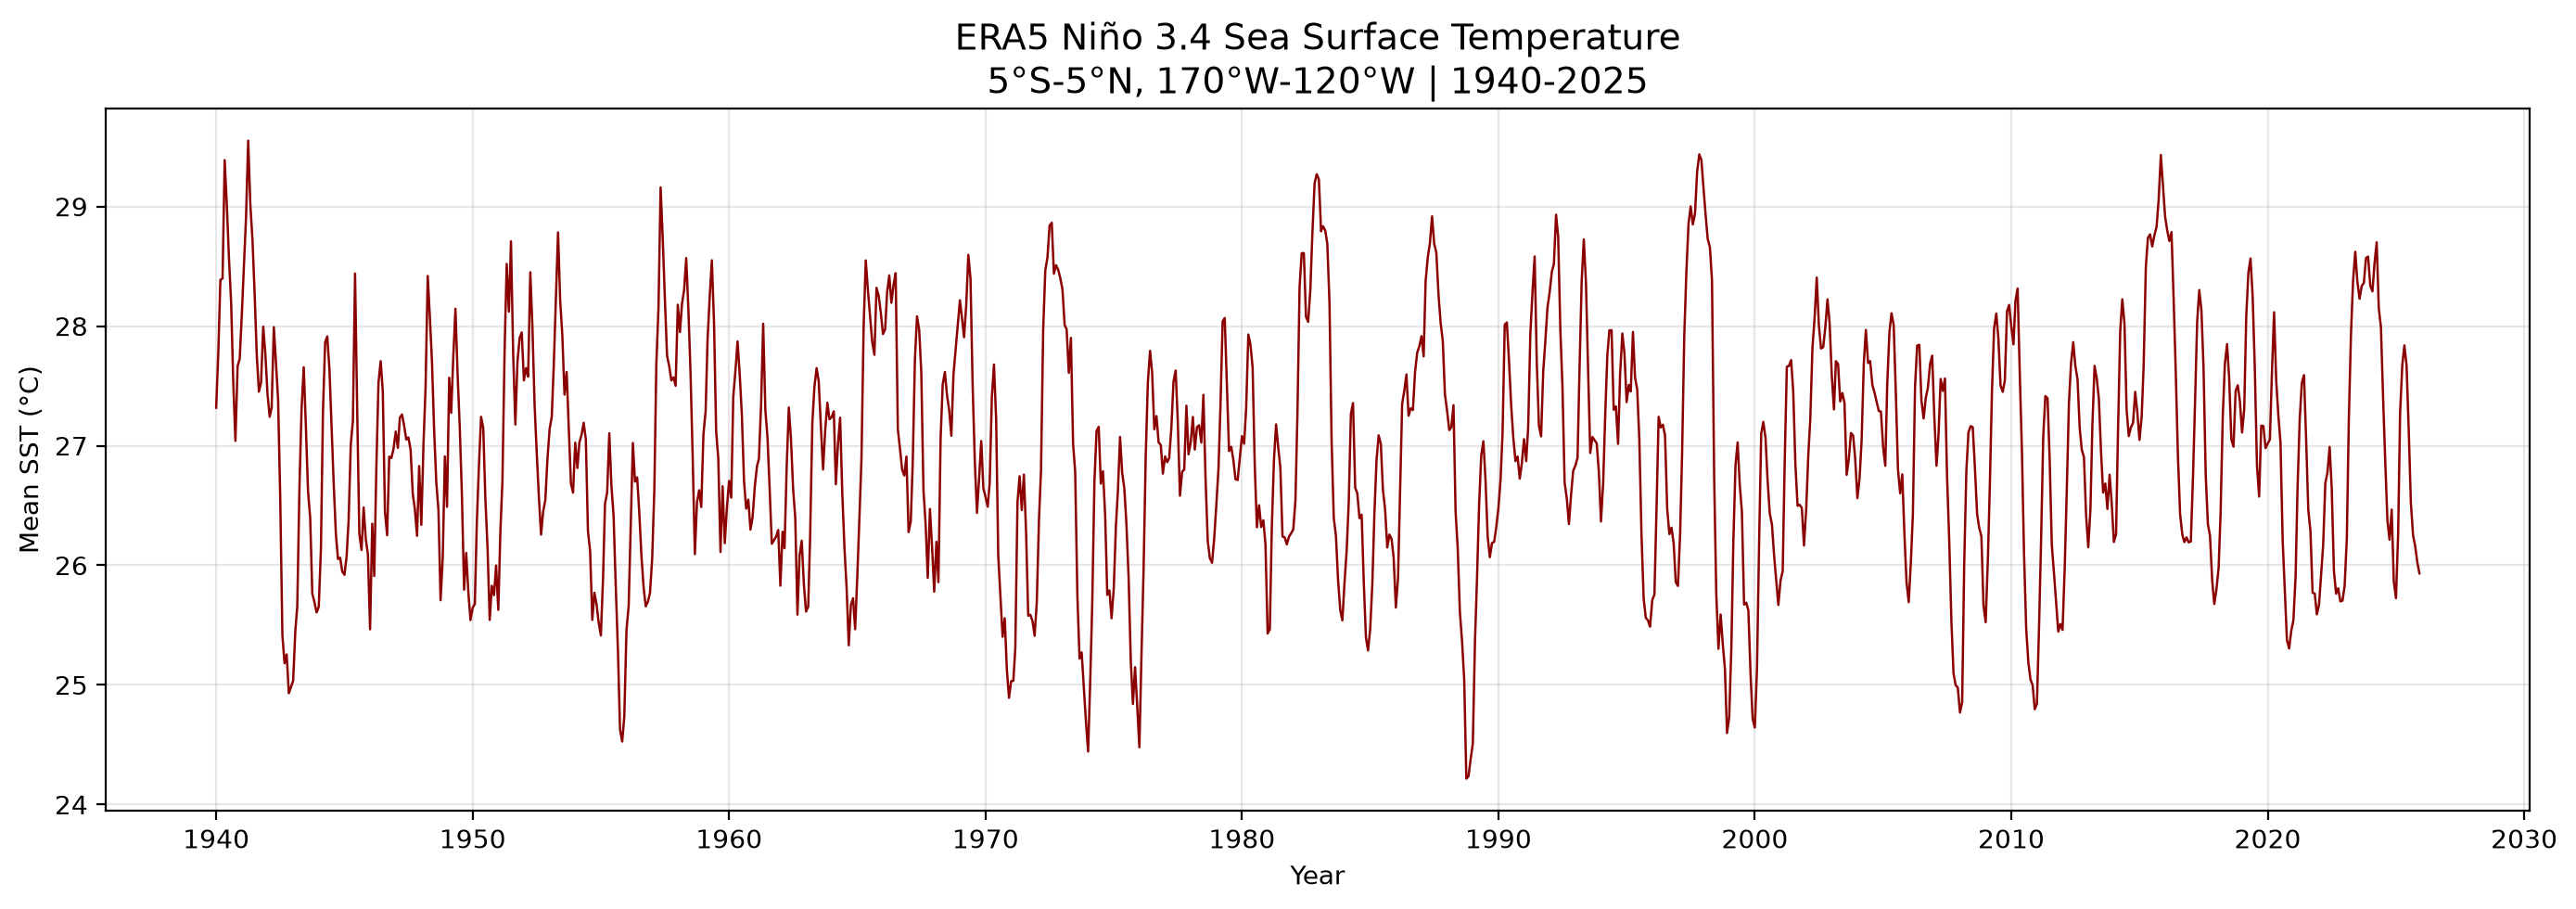 ERA5 Niño 3.4 Sea Surface Temperature
5°S-5°N, 170°W-120°W | 1940-2025
Mean SST (°C)
29
28
27
26
25
24
1940 1950 1960 1970 1980 1990 2000 2010 2020 2030
Year